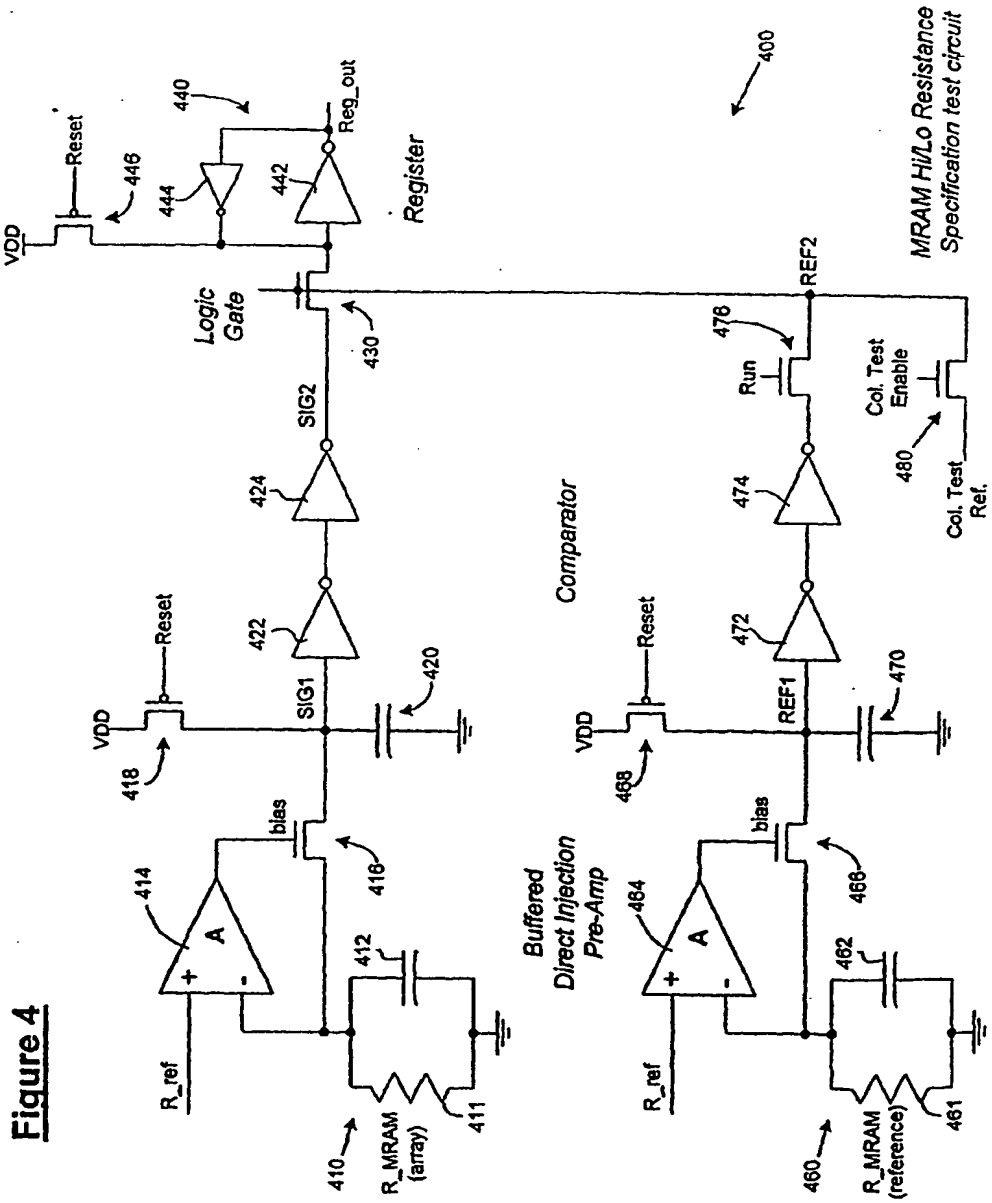 Figure 4
VDD
Reset
446
440
444
442
Reg_out
Register
Logic
Gate
430
SIG2
424
422
VDD
Reset
418
SIG1
420
414
A
+
-
bias
416
R_ref
412
410
R_MRAM
(array)
411
Buffered
Direct Injection
Pre-Amp
Comparator
400
MRAM Hi/Lo Resistance
Specification test circuit
REF2
476
Run
Col. Test
Enable
480
Col. Test
Ref.
474
472
VDD
Reset
468
REF1
470
464
A
+
-
bias
466
R_ref
462
460
R_MRAM
(reference)
461